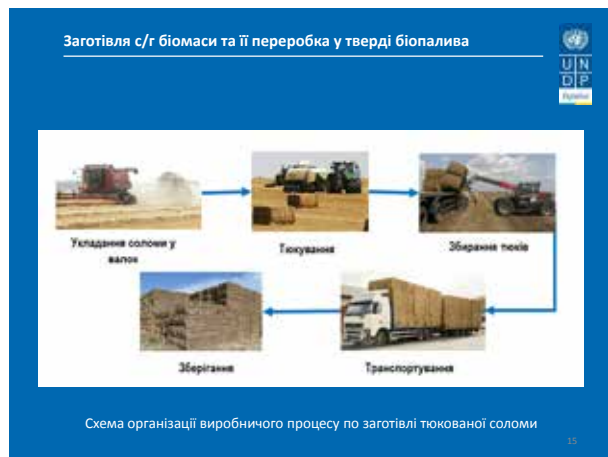 Заготівля с/г біомаси та її переробка у тверді біопалива
U N
D P
Укладання соломи у
валок
Тюкування
Збирання тюків
Зберігання
Транспортування
Схема організації виробничого процесу по заготівлі тюкованої соломи
15